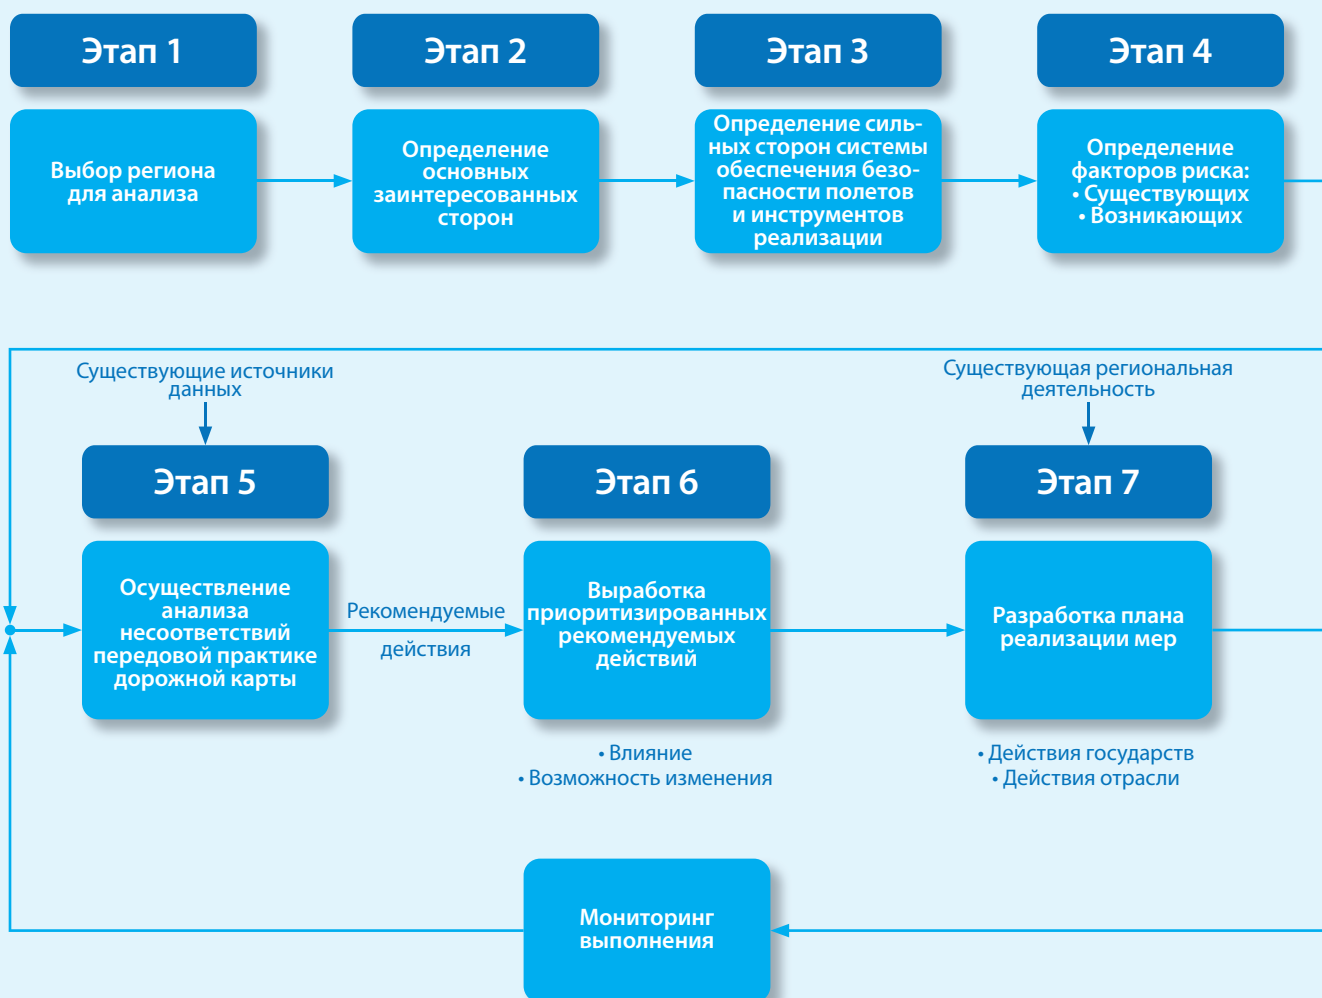 Этап 1
Этап 2
Этап 3
Этап 4
Выбор региона
для анализа
Определение
основных
заинтересованных
сторон
Определение силь-
ных сторон системы
обеспечения безо-
пасности полетов
и инструментов
реализации
Определение
факторов риска:
• Существующих
• Возникающих
Существующие источники
данных
Существующая региональная
деятельность
Этап 5
Этап 6
Этап 7
Осуществление
анализа
несоответствий
передовой практике
дорожной карты
Рекомендуемые
действия
Выработка
приоритизированных
рекомендуемых
действий
Разработка плана
реализации мер
• Влияние
• Возможность изменения
• Действия государств
• Действия отрасли
Мониторинг
выполнения